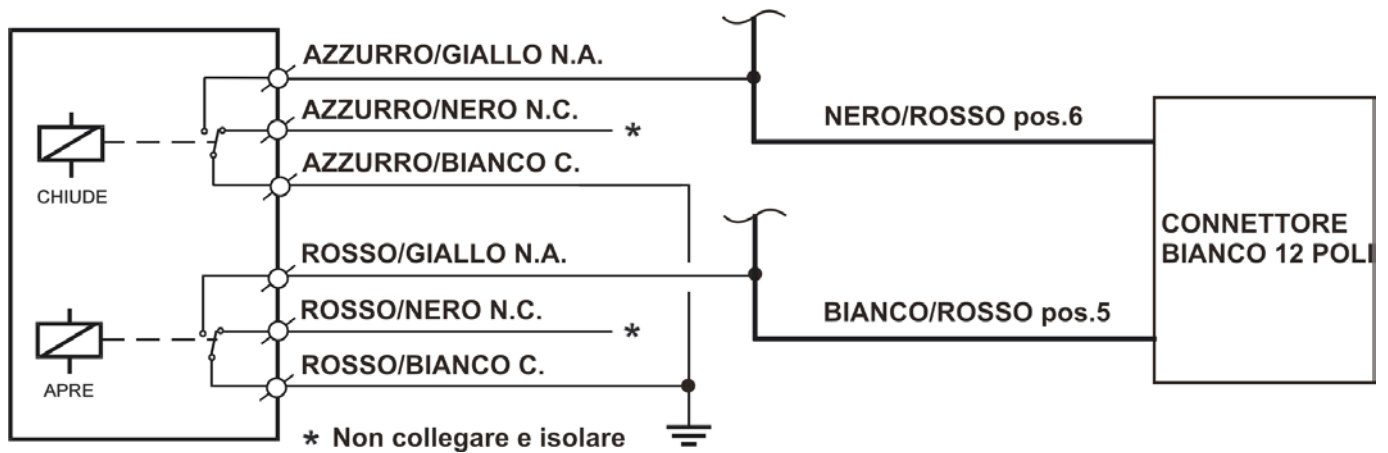 AZZURRO/GIALLO N.A.
AZZURRO/NERO N.C.
*
AZZURRO/BIANCO C.
CHIUDE
ROSSO/GIALLO N.A.
ROSSO/NERO N.C.
*
ROSSO/BIANCO C.
APRE
* Non collegare e isolare
NERO/ROSSO pos.6
BIANCO/ROSSO pos.5
CONNETTORE
BIANCO 12 POLI